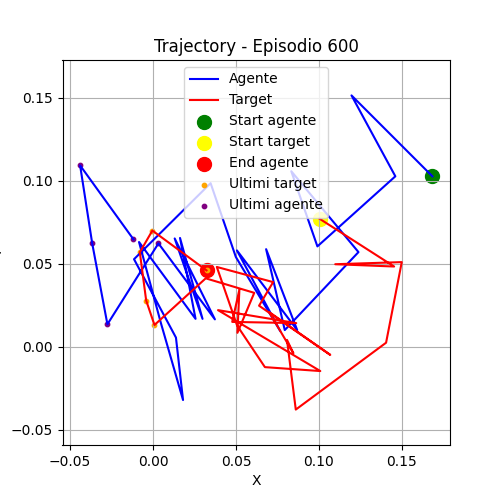 Trajectory - Episodio 600
Agente
Target
Start agente
Start target
End agente
Ultimi target
Ultimi agente
0.15
0.10
0.05
0.00
−0.05
−0.05
0.00
0.05
0.10
0.15
X